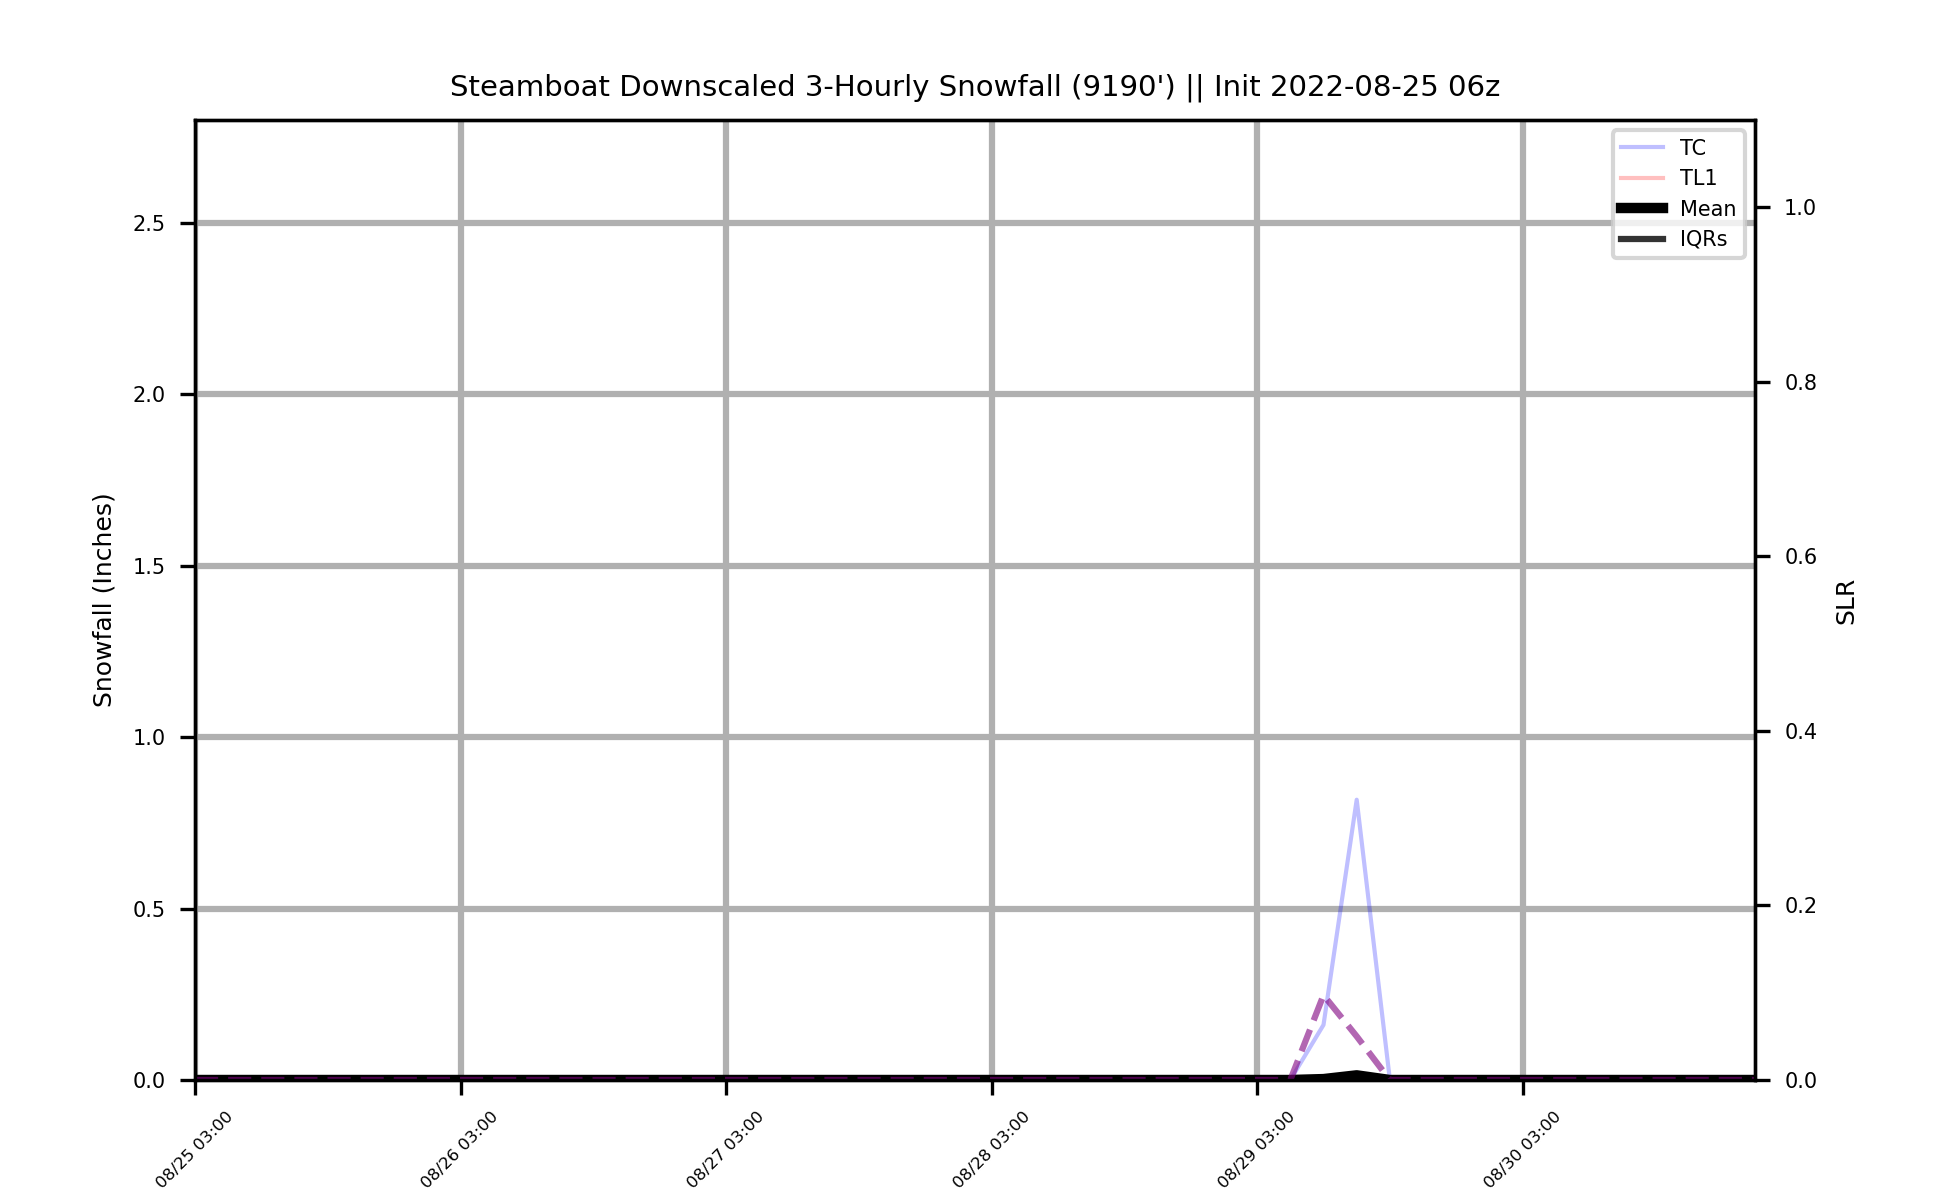 Steamboat Downscaled 3-Hourly Snowfall (9190') || Init 2022-08-25 06z
TC
TL1
Mean
IQRs
2.5
2.0
1.5
1.0
0.5
0.0
Snowfall (Inches)
1.0
0.8
0.6
0.4
0.2
0.0
SLR
08/25 03:00
08/26 03:00
08/27 03:00
08/28 03:00
08/29 03:00
08/30 03:00